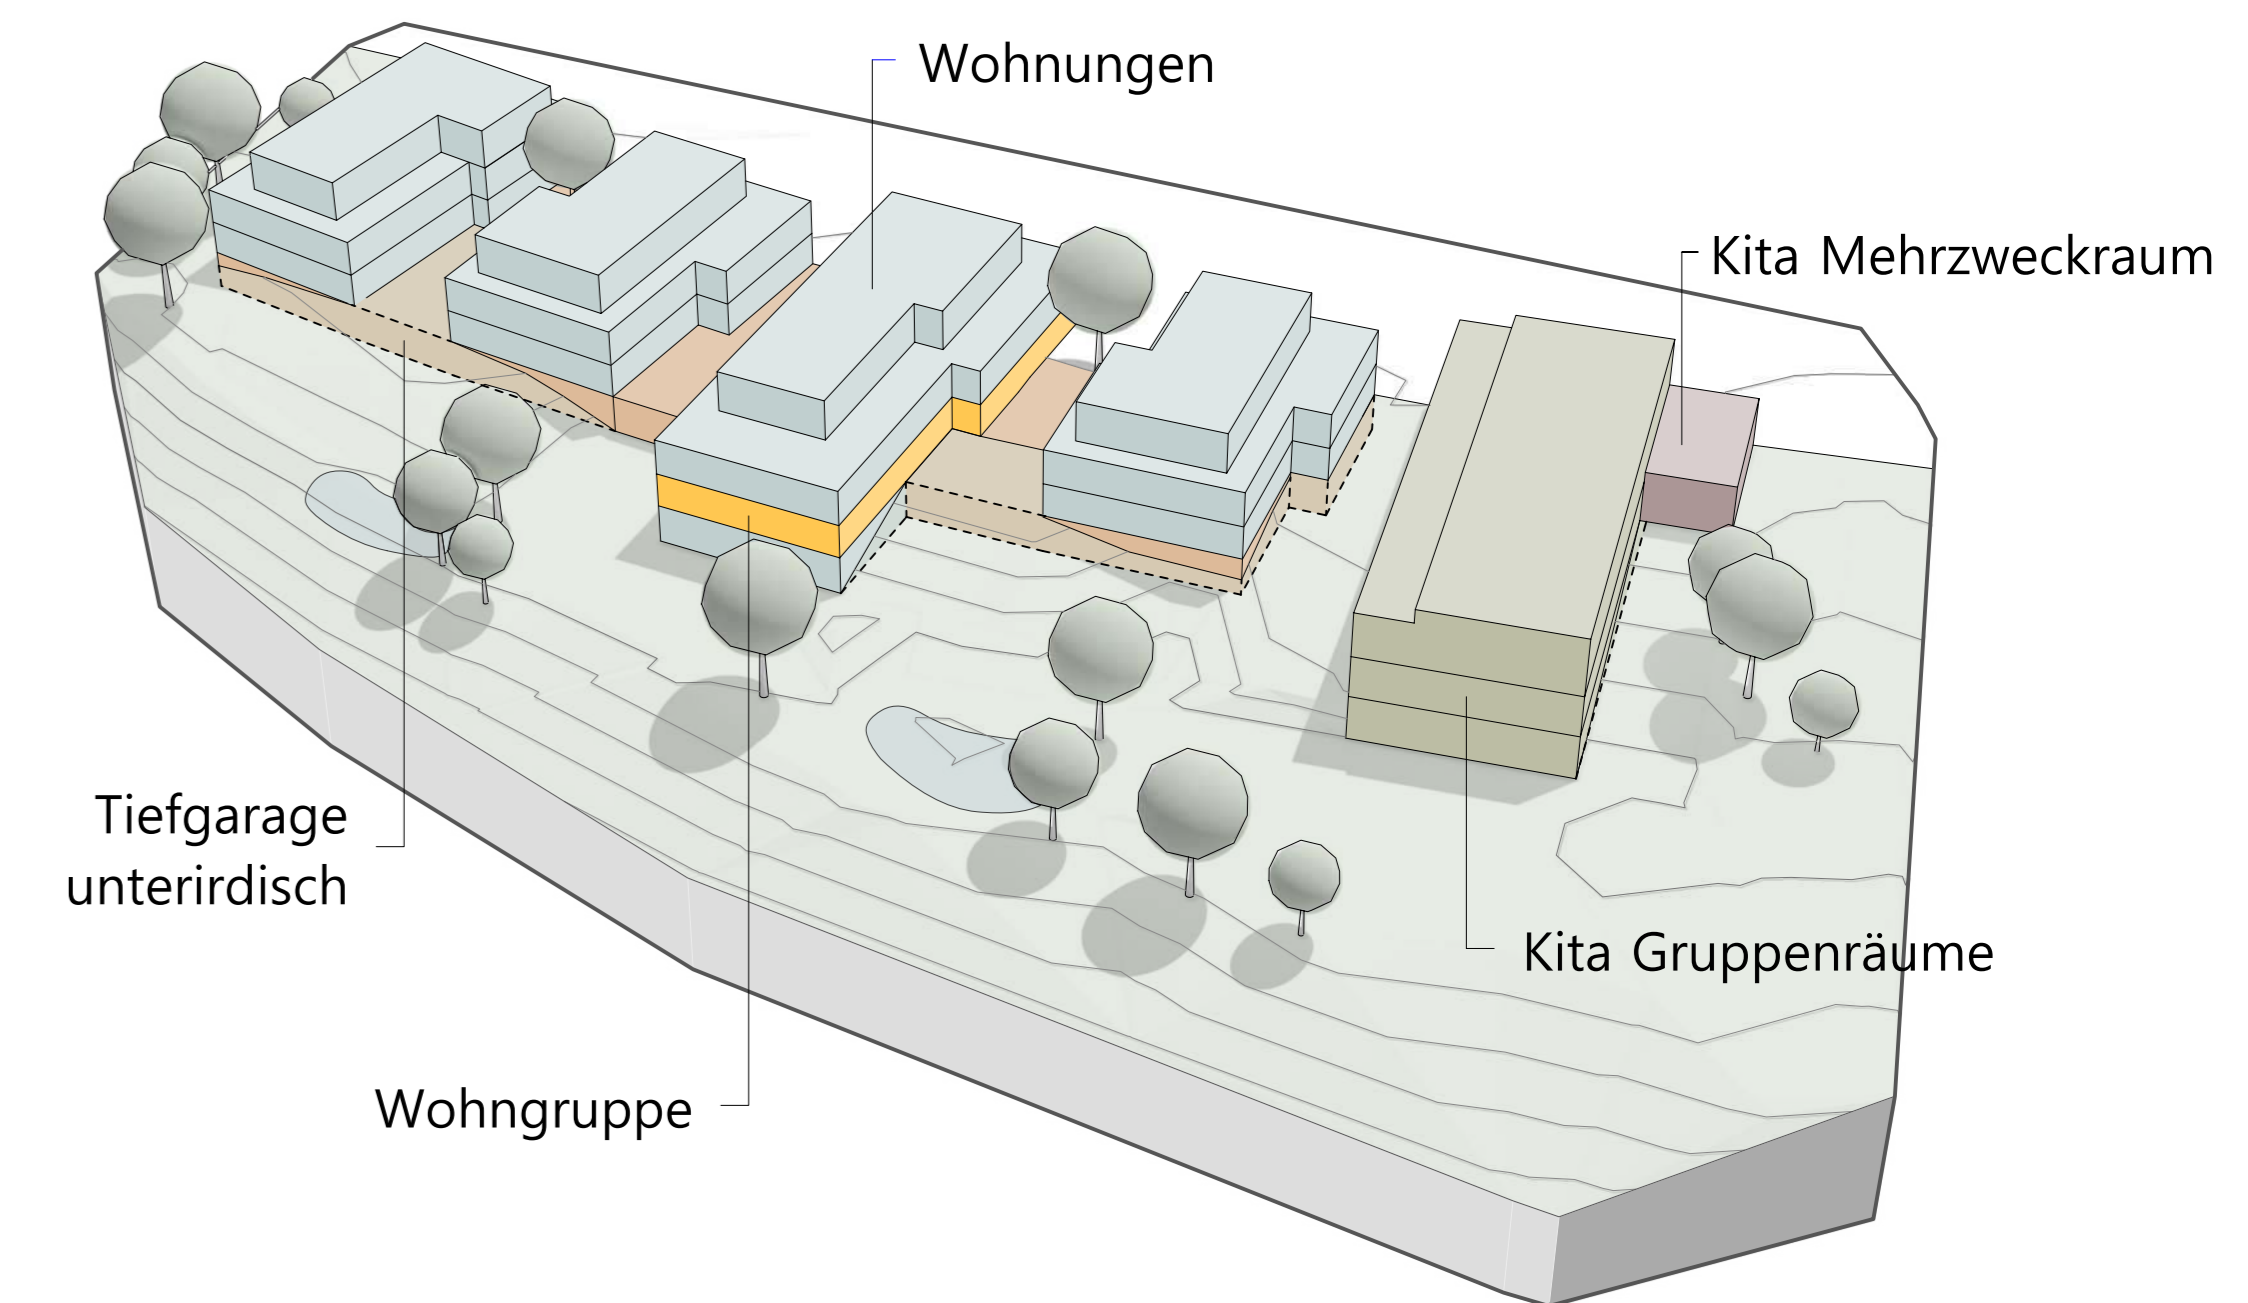 Wohnungen
Kita Mehrzweckraum
Tiefgarage
unterirdisch
Kita Gruppenräume
Wohngruppe